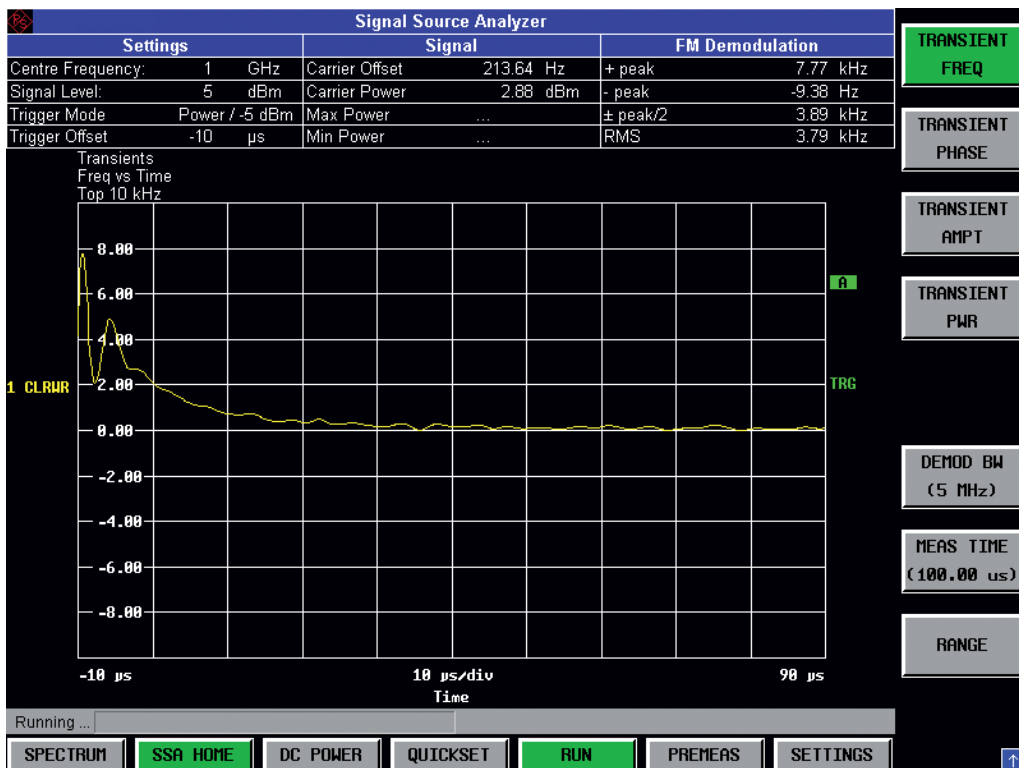 Signal Source Analyzer
Settings Signal FM Demodulation
Centre Frequency: 1 GHz Carrier Offset 213.64 Hz + peak 7.77 kHz
Signal Level: 5 dBm Carrier Power 2.88 dBm - peak -9.38 Hz
Trigger Mode Power / -5 dBm Max Power ... ± peak/2 3.89 kHz
Trigger Offset -10 µs Min Power ... RMS 3.79 kHz
Transients
Freq vs Time
Top 10 kHz
8.00
6.00
4.00
2.00
0.00
-2.00
-4.00
-6.00
-8.00
1 CLRWR
A
TRG
-10 µs 10 µs/div 90 µs
Time
Running ...
SPECTRUM SSA HOME DC POWER QUICKSET RUN PREMEAS SETTINGS
TRANSIENT
FREQ
TRANSIENT
PHASE
TRANSIENT
AMPT
TRANSIENT
PWR
DEMOD BW
(5 MHz)
MEAS TIME
(100.00 us)
RANGE